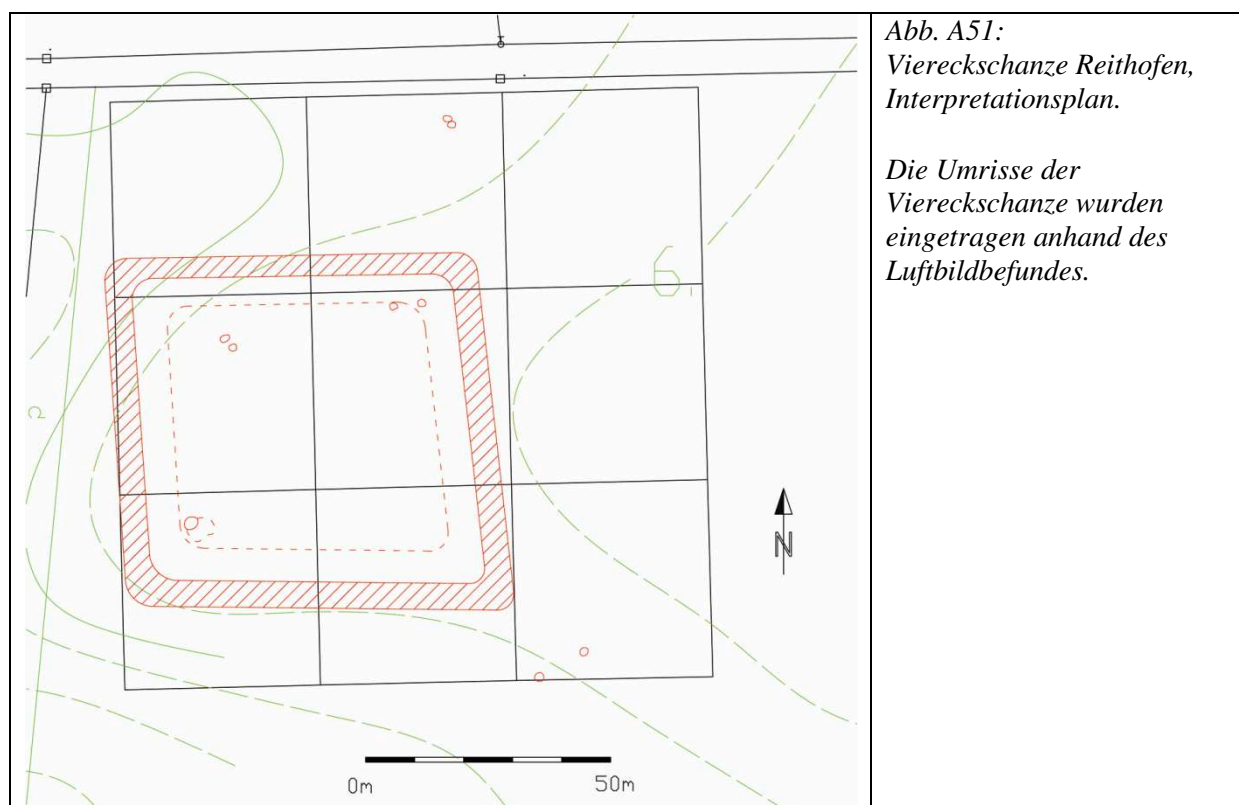 Abb. A51:
Viereckschanze Reithofen,
Interpretationsplan.
Die Umrisse der
Viereckschanze wurden
eingetragen anhand des
Luftbildbefundes.
N
0m 50m